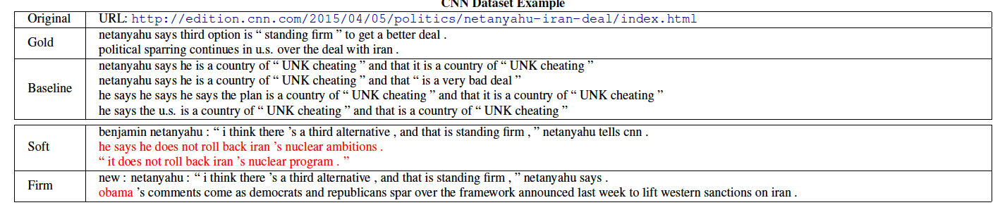 CNN Dataset Example
Original URL: http://edition.cnn.com/2015/04/05/politics/netanyahu-iran-deal/index.html
Gold
netanyahu says third option is “ standing firm ” to get a better deal .
political sparring continues in u.s. over the deal with iran .
Baseline
netanyahu says he is a country of “ UNK cheating ” and that it is a country of “ UNK cheating ”
netanyahu says he is a country of “ UNK cheating ” and that “ is a very bad deal ”
he says he says he says the plan is a country of “ UNK cheating ” and that it is a country of “ UNK cheating ”
he says the u.s. is a country of “ UNK cheating ” and that is a country of “ UNK cheating ”
Soft
benjamin netanyahu : “ i think there ’s a third alternative , and that is standing firm , ” netanyahu tells cnn .
he says he does not roll back iran ’s nuclear ambitions .
“ it does not roll back iran ’s nuclear program . ”
Firm
new : netanyahu : “ i think there ’s a third alternative , and that is standing firm , ” netanyahu says .
obama ’s comments come as democrats and republicans spar over the framework announced last week to lift western sanctions on iran .